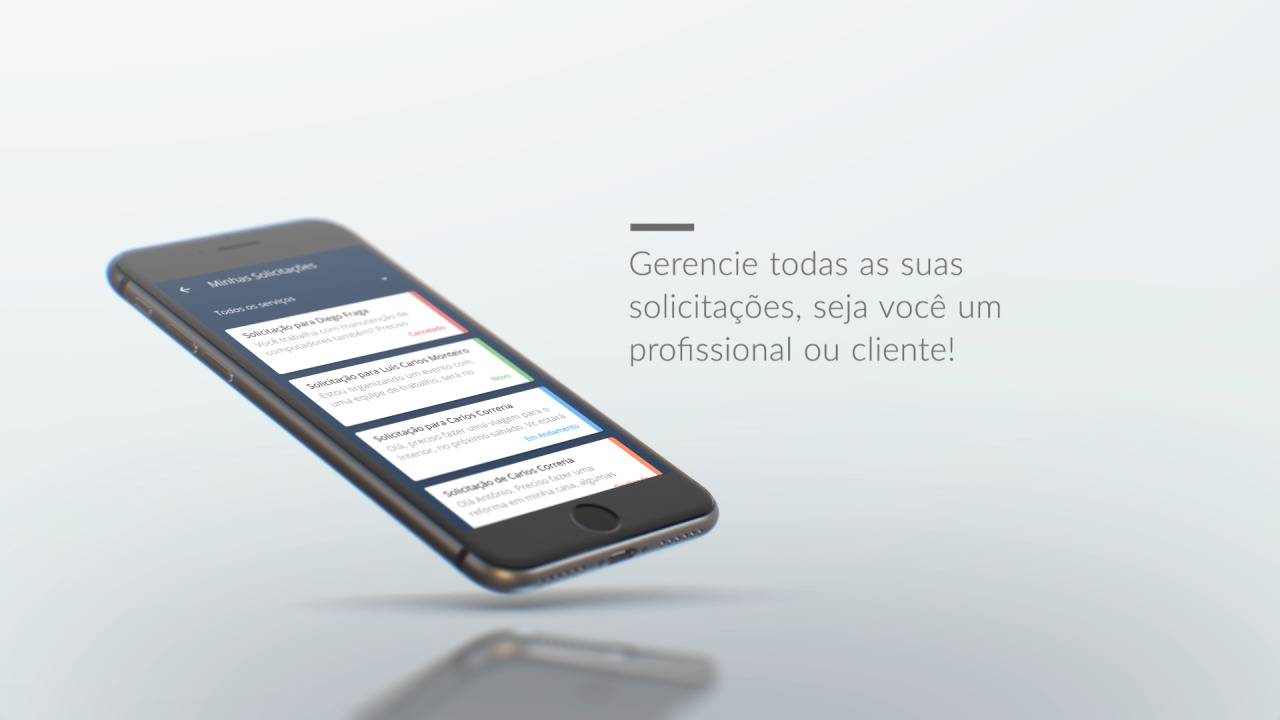 Minhas Solicitações
Todos os serviços
Solicitação para Diego Fraga
Você trabalha com manutenção de
computadores também? Preciso
Cancelado
Solicitação para Luis Carlos Monteiro
Estou organizando um evento com
uma equipe de trabalho, será no
Novo
Solicitação para Carlos Correria
Olá, preciso fazer uma viagem para o
interior, no próximo sábado. Vc estará
Em Andamento
Solicitação de Carlos Correria
Olá Antônio. Preciso fazer uma
reforma em minha casa, algumas
Gerencie todas as suas
solicitações, seja você um
profissional ou cliente!